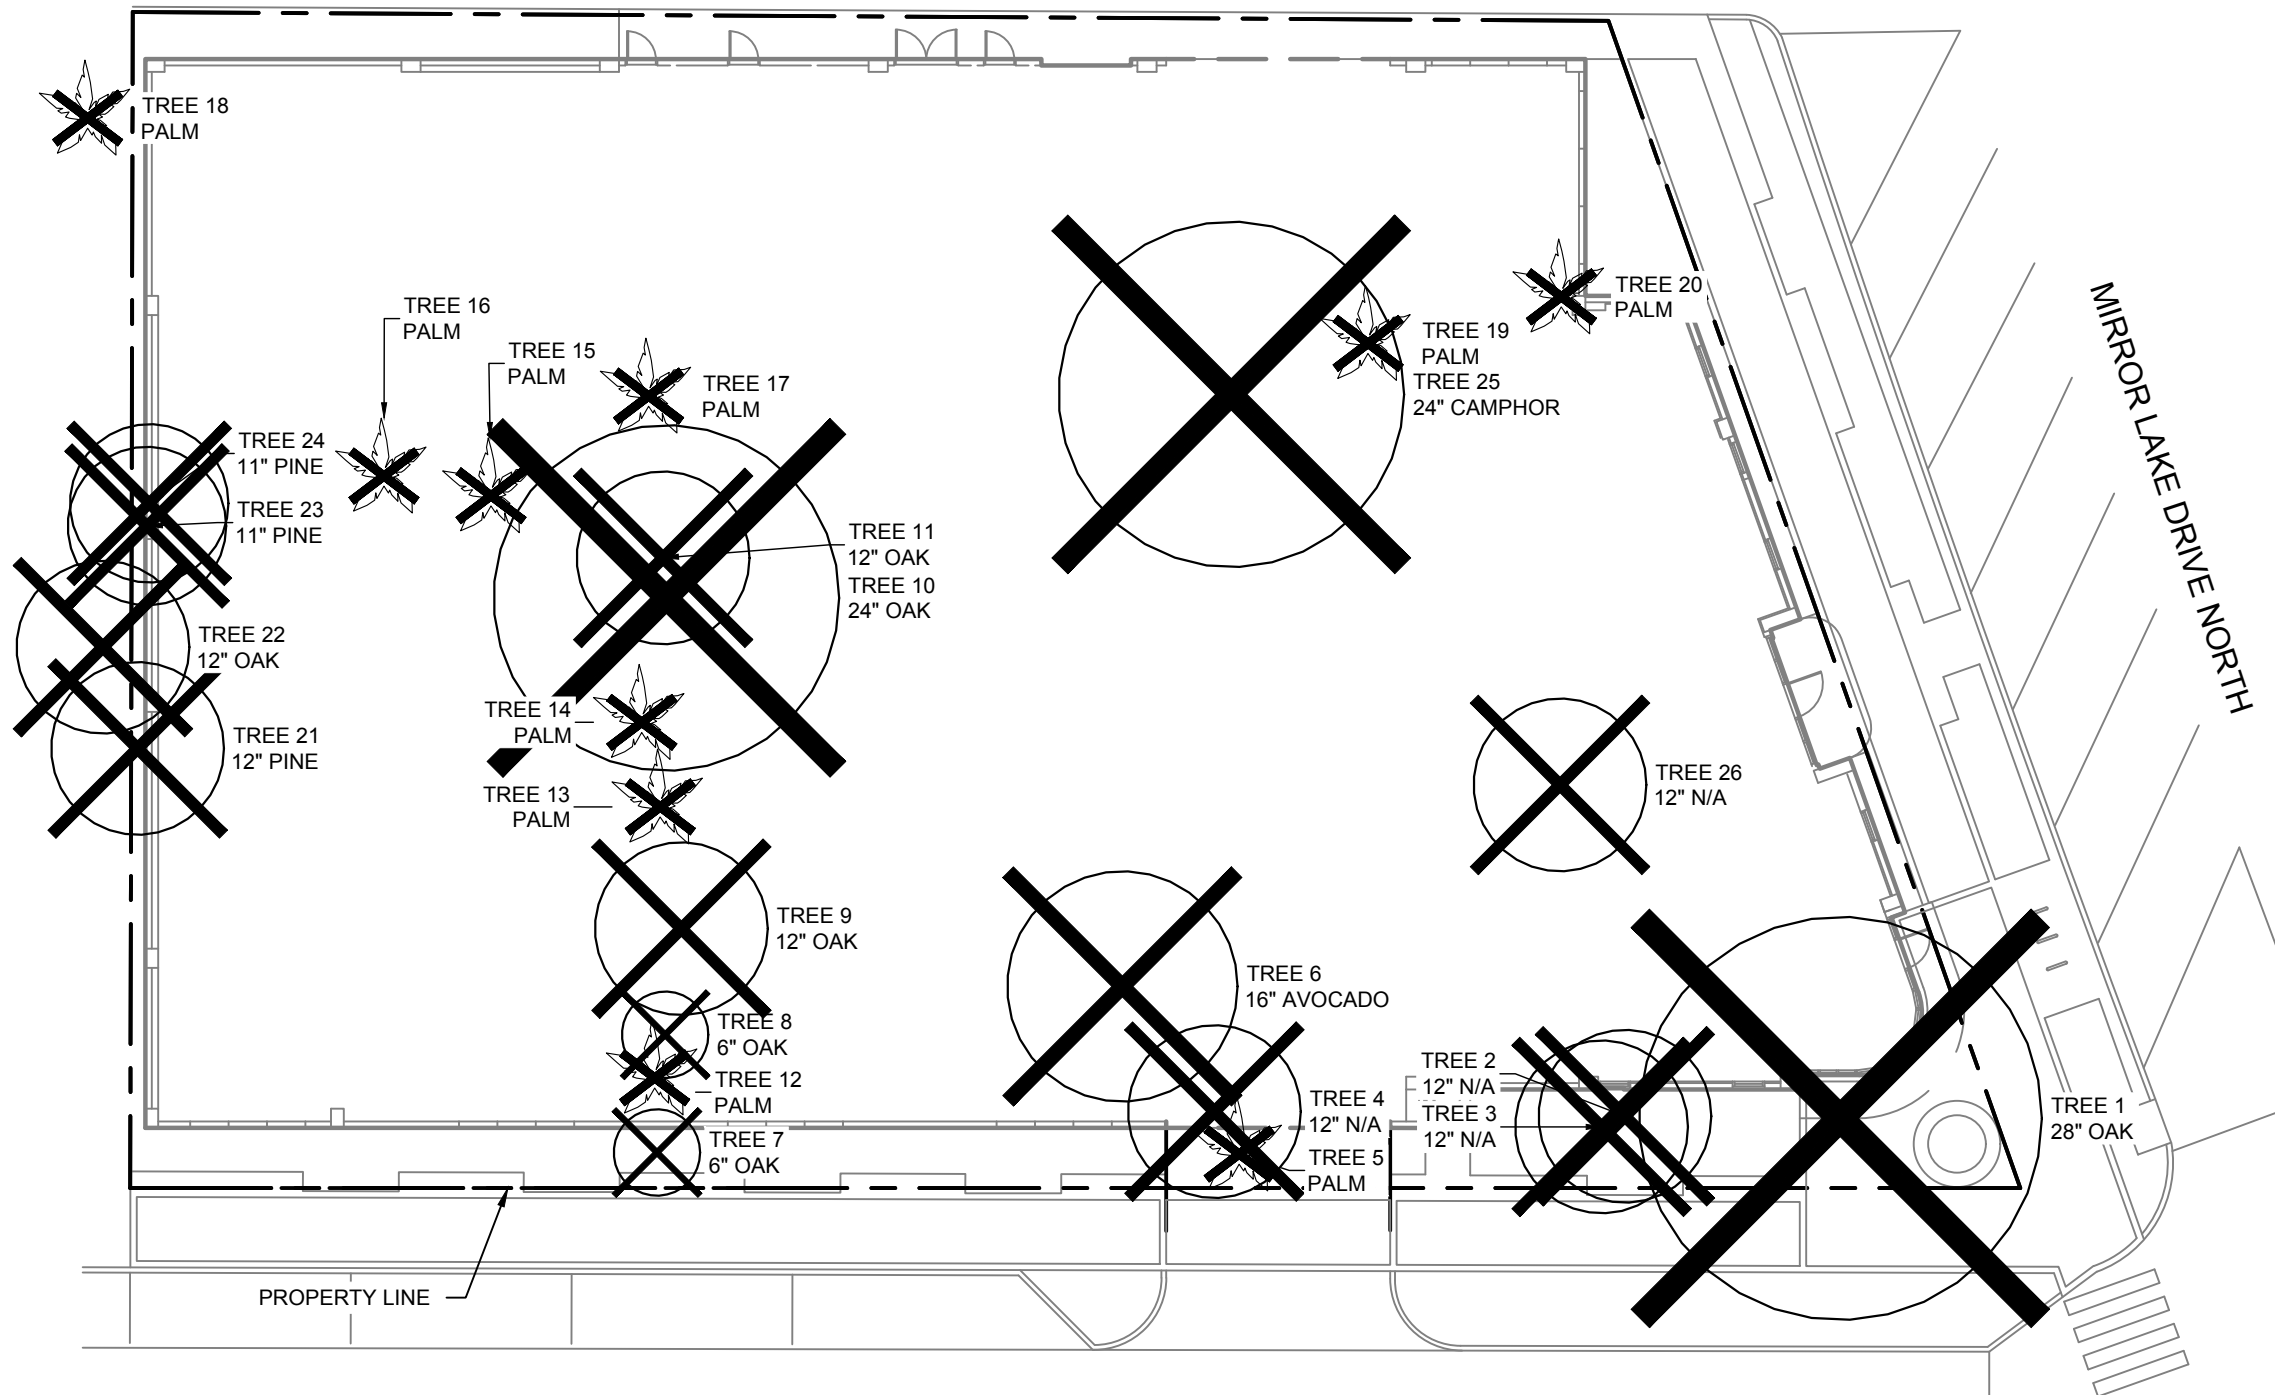 TREE 18
PALM
TREE 20
PALM
TREE 16
PALM
TREE 15
PALM
TREE 17
PALM
TREE 19
PALM
TREE 25
24" CAMPHOR
MIRROR LAKE DRIVE NORTH
TREE 24
11" PINE
TREE 23
11" PINE
TREE 11
12" OAK
TREE 10
24" OAK
TREE 22
12" OAK
TREE 14
PALM
TREE 21
12" PINE
TREE 13
PALM
TREE 26
12" N/A
TREE 9
12" OAK
TREE 6
16" AVOCADO
TREE 8
6" OAK
TREE 12
PALM
TREE 2
12" N/A
TREE 3
12" N/A
TREE 4
12" N/A
TREE 1
28" OAK
TREE 7
6" OAK
TREE 5
PALM
PROPERTY LINE